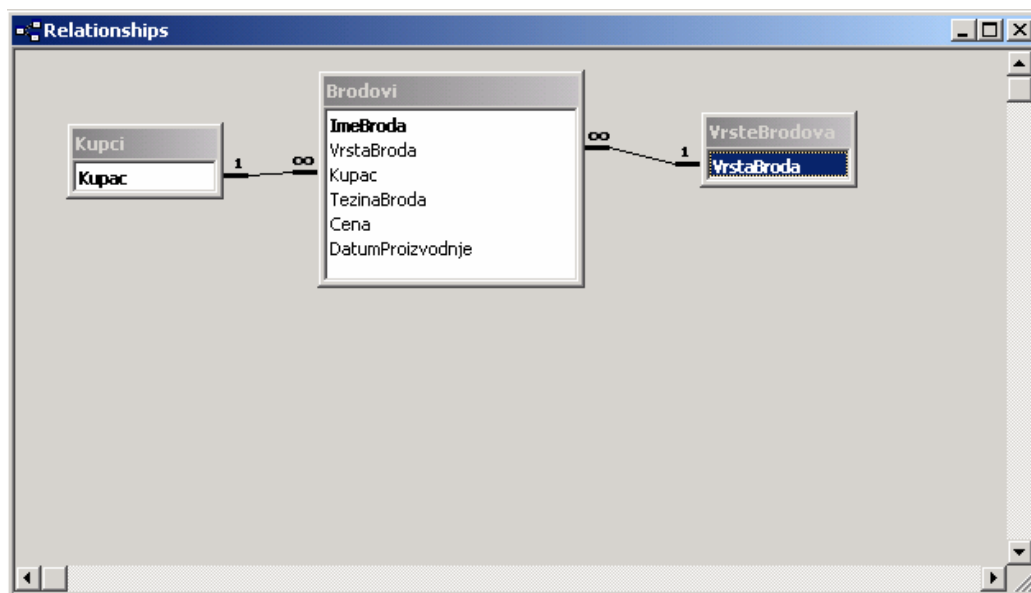 Relationships
Kupci
Kupac
1
∞
Brodovi
ImeBroda
VrstaBroda
Kupac
TezinaBroda
Cena
DatumProizvodnje
∞
1
VrsteBrodova
VrstaBroda